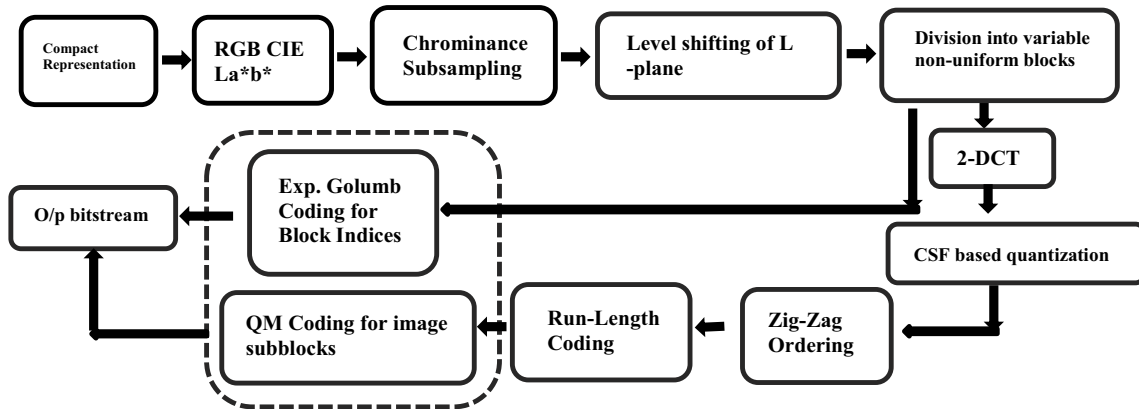 Compact
Representation
RGB CIE
La*b*
Chrominance
Subsampling
Level shifting of L
-plane
Division into variable
non-uniform blocks
2-DCT
Exp. Golumb
Coding for
Block Indices
O/p bitstream
CSF based quantization
QM Coding for image
subblocks
Run-Length
Coding
Zig-Zag
Ordering